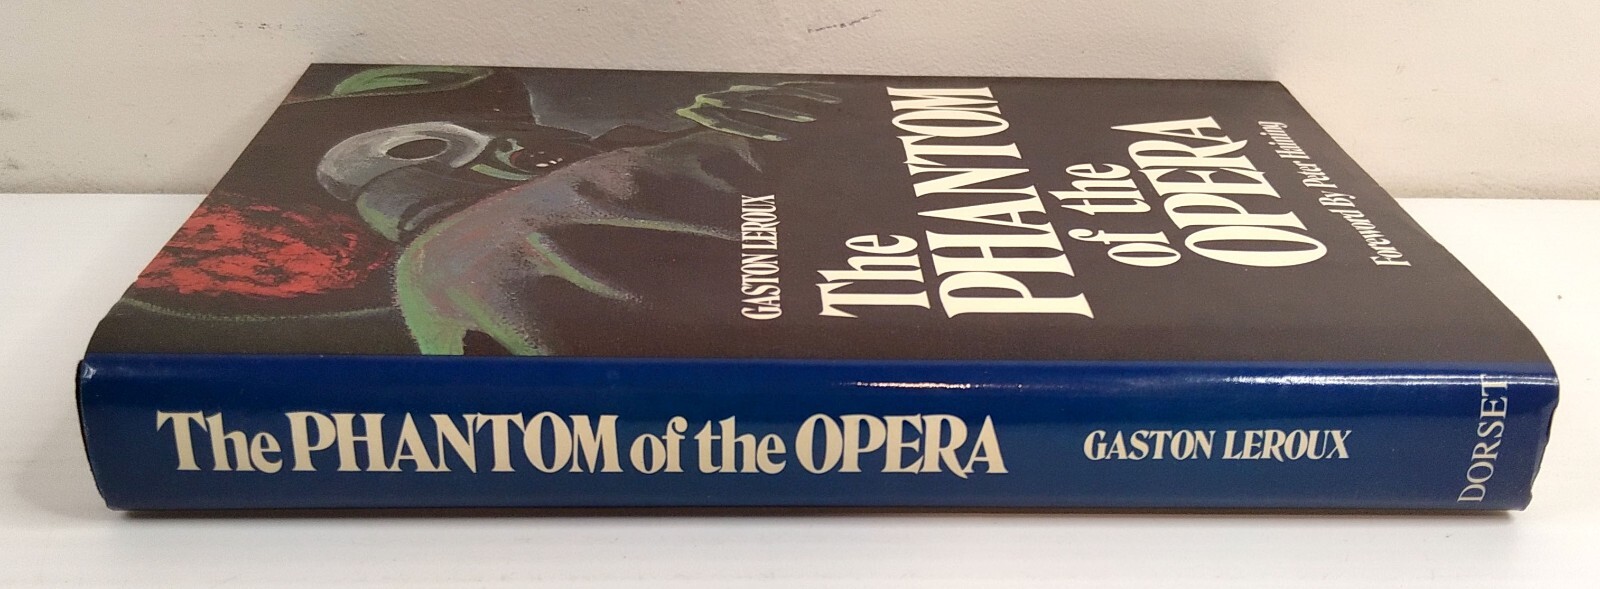 GASTON LEROUX
The
PHANTOM
of the
OPERA
Foreword By Peter Haining
The PHANTOM of the OPERA GASTON LEROUX DORSET